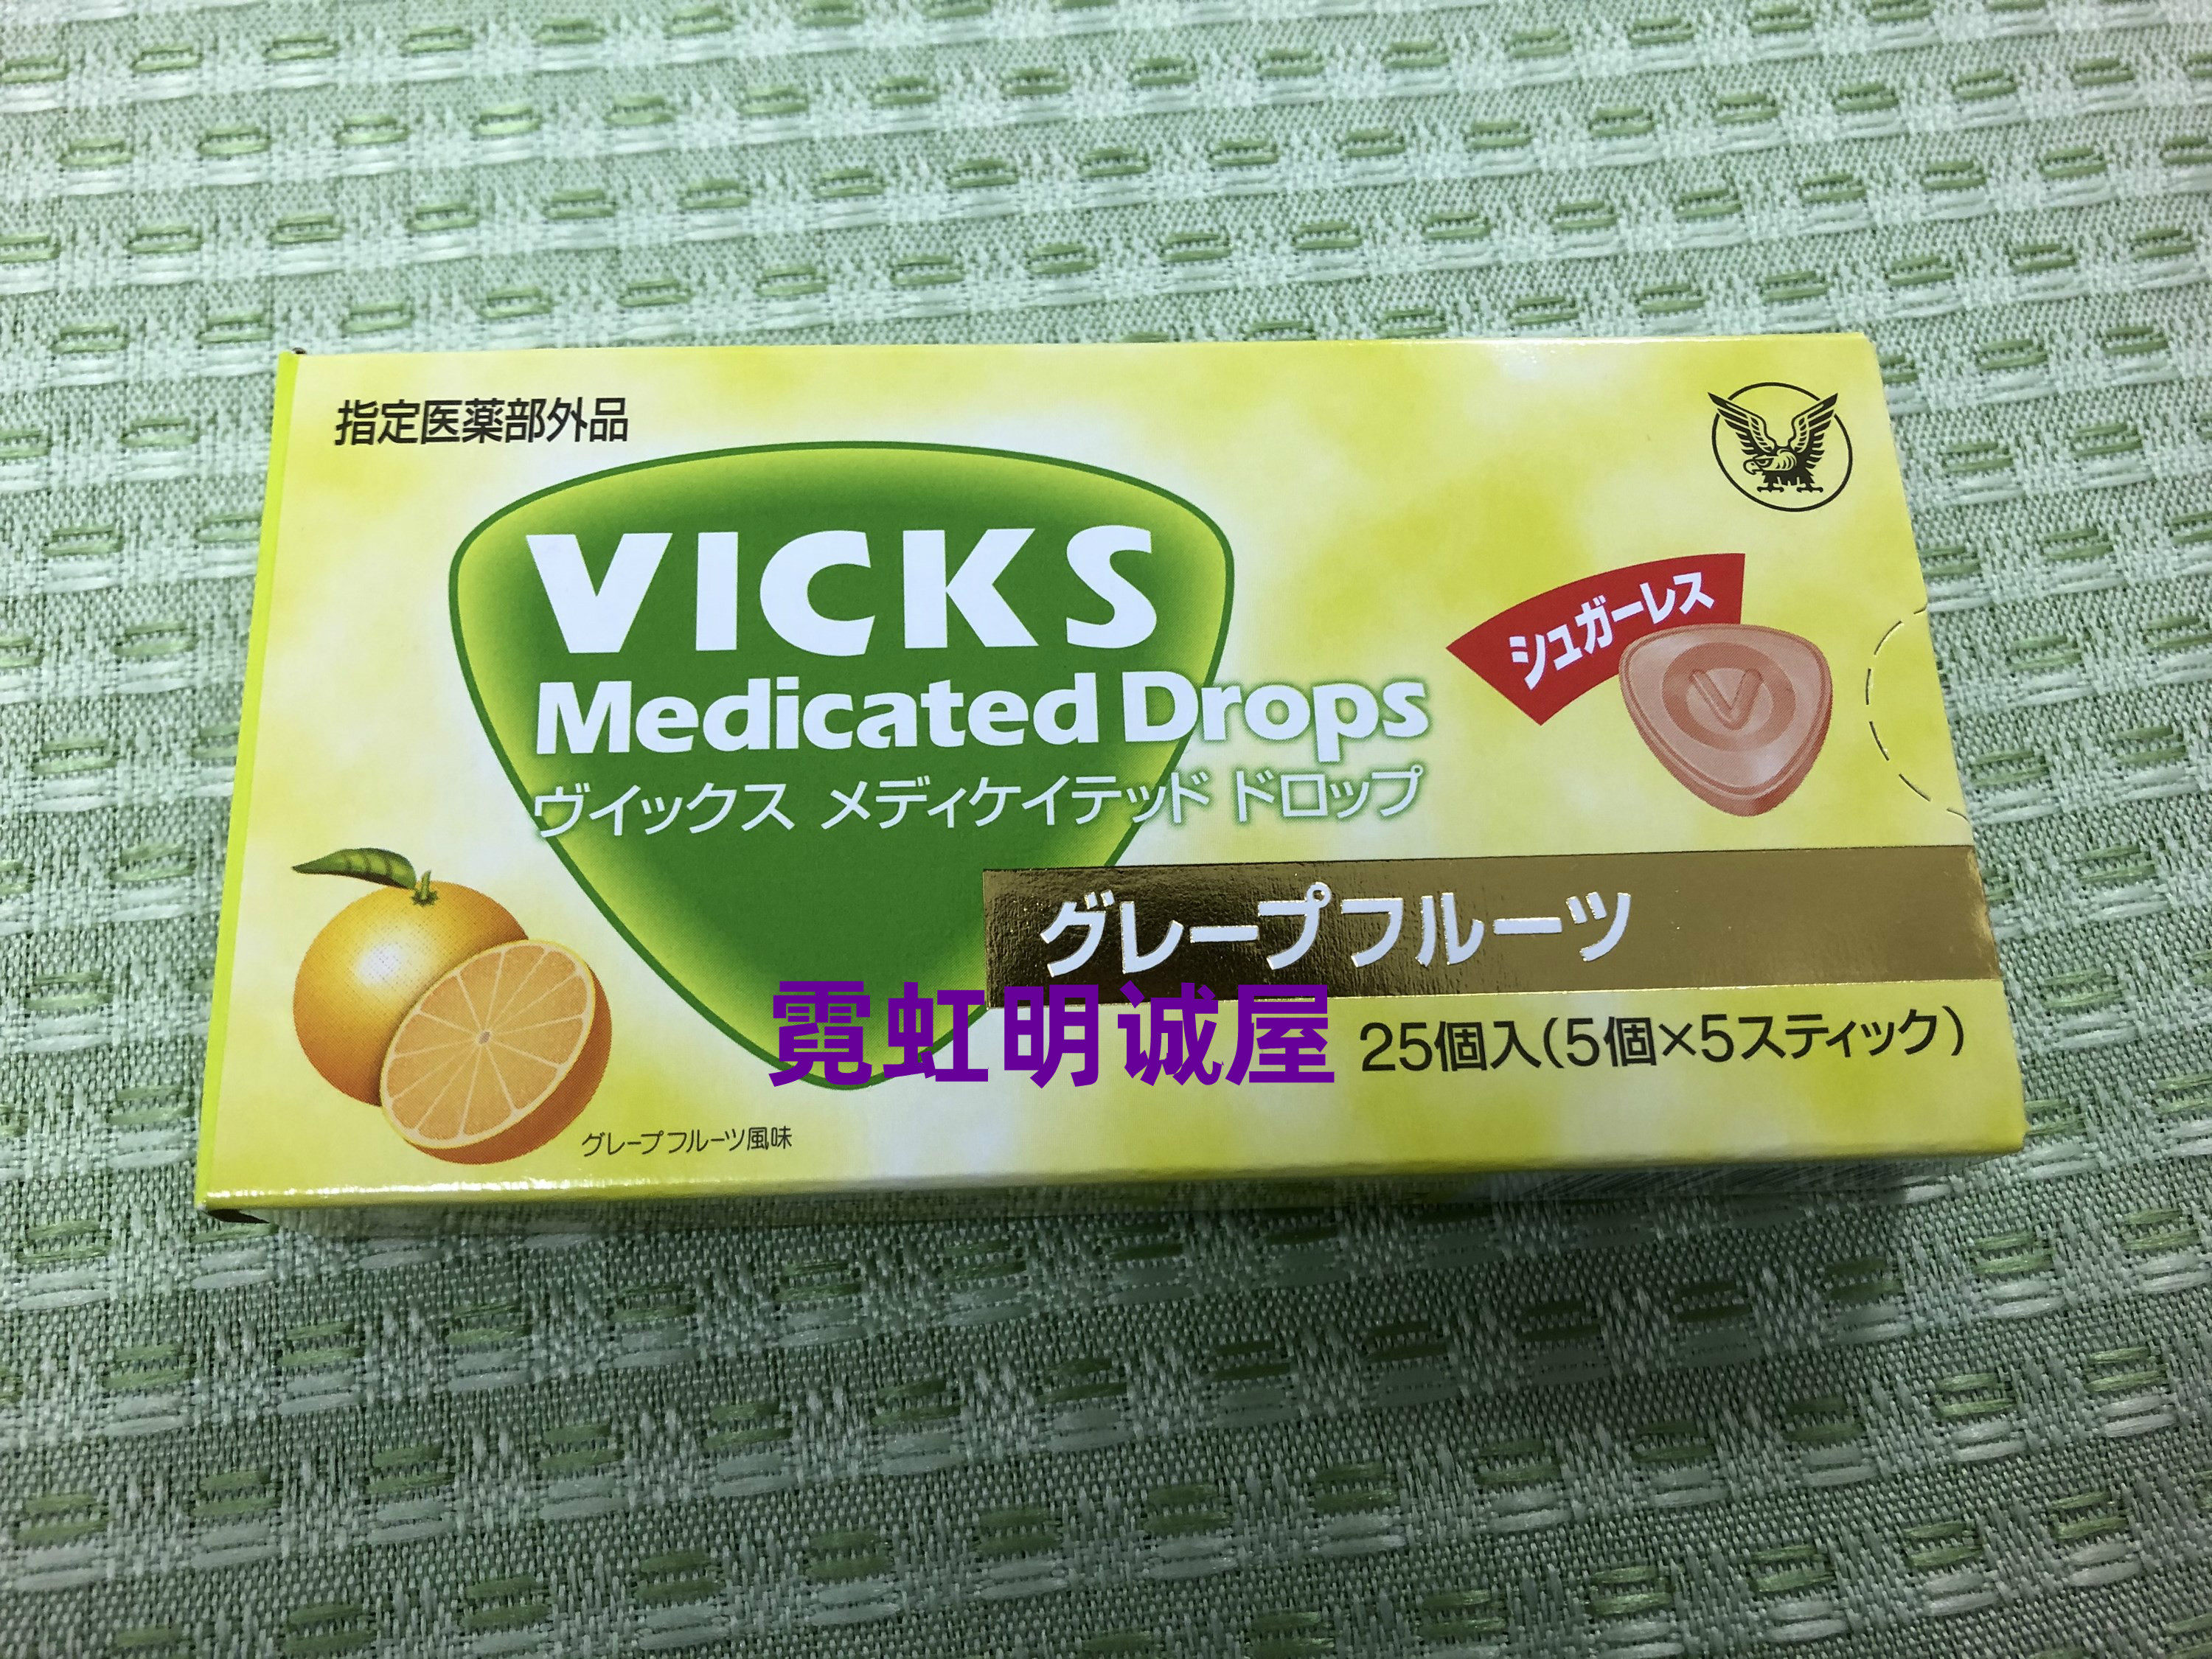 指定医薬部外品
VICKS
Medicated Drops
ヴイックス メディケイテッド ドロップ
シュガーレス
V
グレープフルーツ
霓虹明诚屋
25個入(5個×5スティック)
グレープフルーツ風味